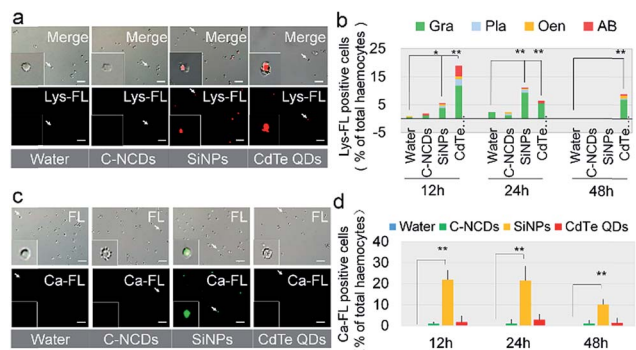 a
Merge Merge Merge Merge
Lys-FL Lys-FL Lys-FL Lys-FL
Water C-NCDs SiNPs CdTe QDs
b
Gra Pla Oen AB
Lys-FL positive cells
( % of total haemocytes)
25
15
5
-5
* ** ** ** **
Water C-NCDs SiNPs CdTe... Water C-NCDs SiNPs CdTe... Water C-NCDs SiNPs CdTe...
12h 24h 48h
c
FL FL FL FL
Ca-FL Ca-FL Ca-FL Ca-FL
Water C-NCDs SiNPs CdTe QDs
d
Water C-NCDs SiNPs CdTe QDs
Ca-FL positive cells
% of total haemocytes)
40
30
20
10
0
** ** **
12h 24h 48h